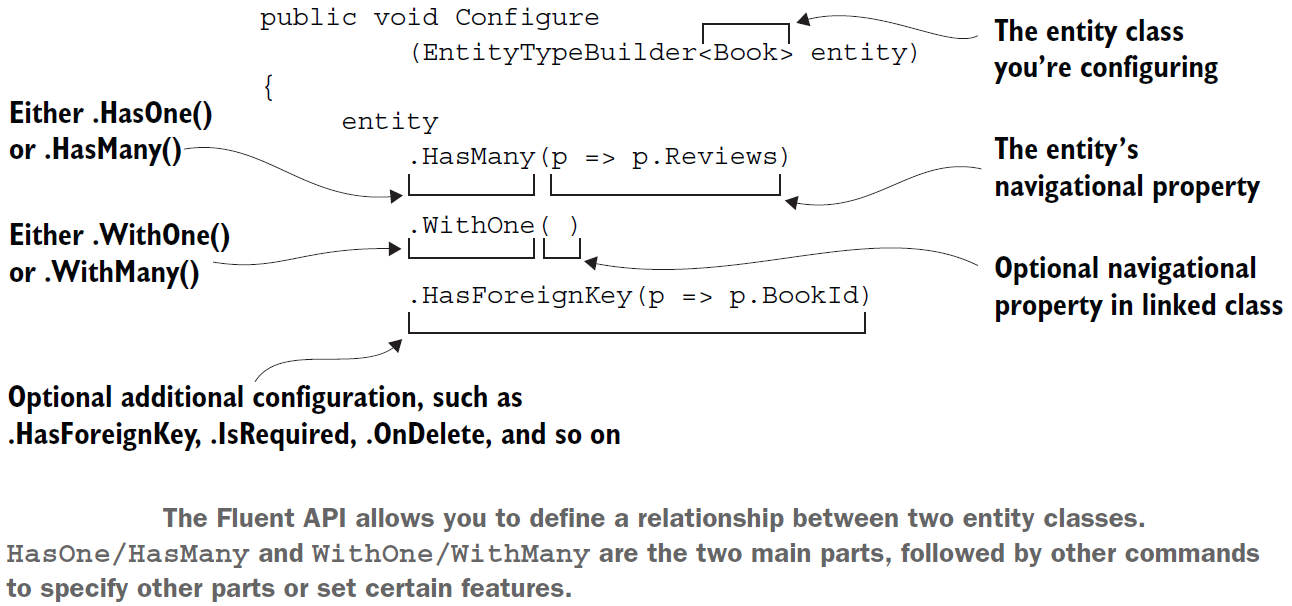 public void Configure
(EntityTypeBuilder<Book> entity)
{
entity
.HasMany(p => p.Reviews)
.WithOne( )
.HasForeignKey(p => p.BookId)
The entity class
you’re configuring
Either .HasOne()
or .HasMany()
The entity’s
navigational property
Either .WithOne()
or .WithMany()
Optional navigational
property in linked class
Optional additional configuration, such as
.HasForeignKey, .IsRequired, .OnDelete, and so on
The Fluent API allows you to define a relationship between two entity classes.
HasOne/HasMany and WithOne/WithMany are the two main parts, followed by other commands
to specify other parts or set certain features.